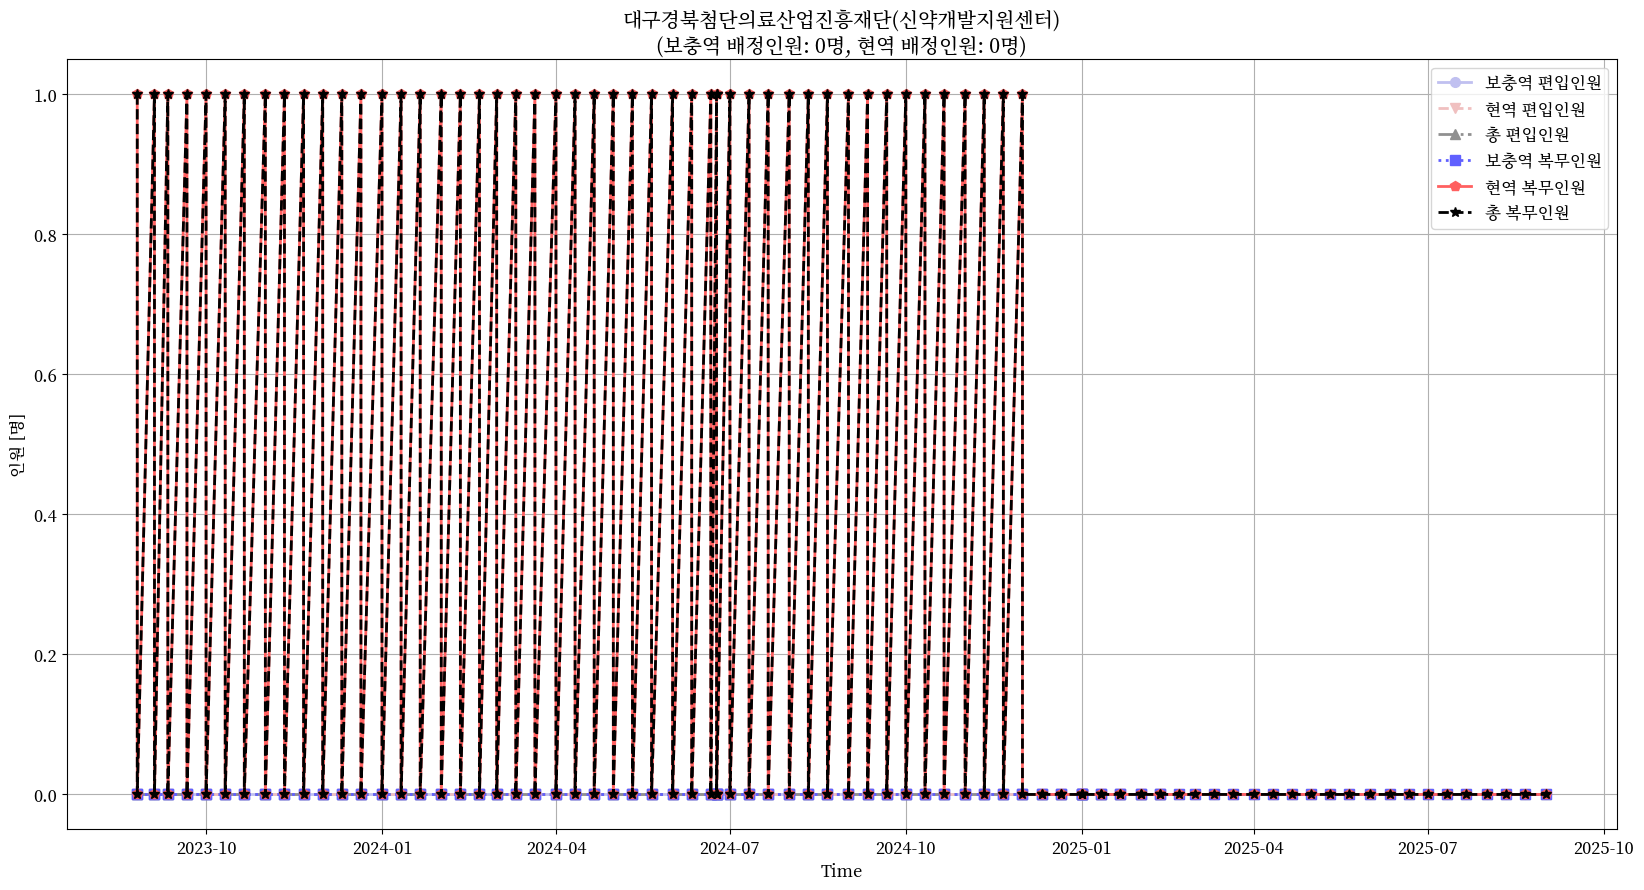 대구경북첨단의료산업진흥재단(신약개발지원센터)
(보충역 배정인원: 0명, 현역 배정인원: 0명)
보충역 편입인원
현역 편입인원
총 편입인원
보충역 복무인원
현역 복무인원
총 복무인원
인원 [명]
1.0
0.8
0.6
0.4
0.2
0.0
2023-10
2024-01
2024-04
2024-07
2024-10
2025-01
2025-04
2025-07
2025-10
Time